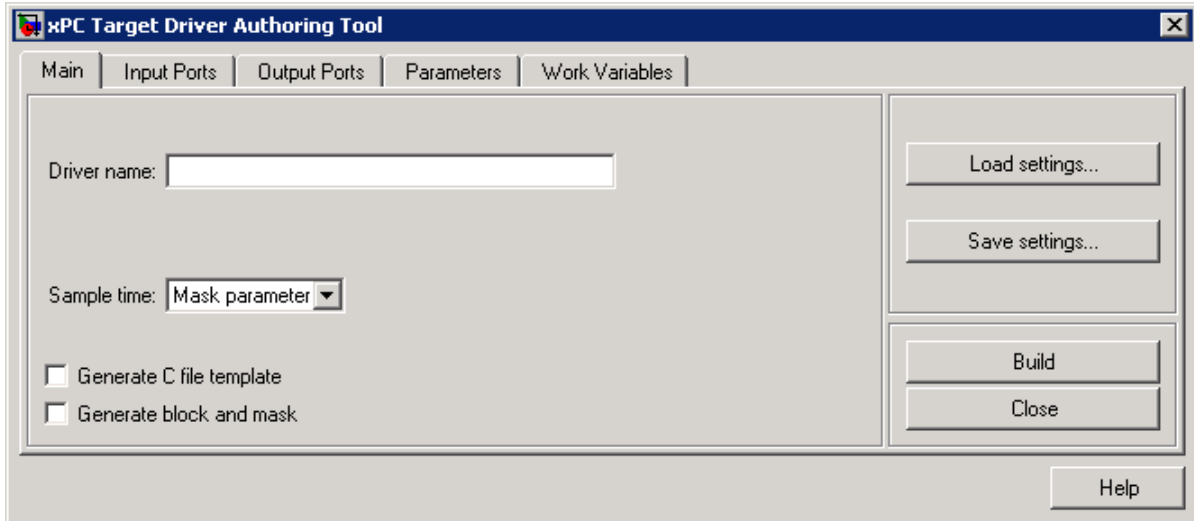 xPC Target Driver Authoring Tool
Main Input Ports Output Ports Parameters Work Variables
Driver name:
Load settings...
Save settings...
Sample time: Mask parameter
Generate C file template
Generate block and mask
Build
Close
Help